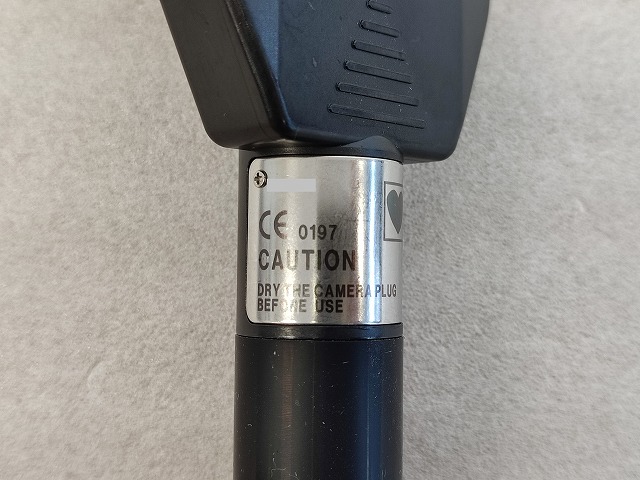 CE 0197
CAUTION
DRY THE CAMERA PLUG
BEFORE USE